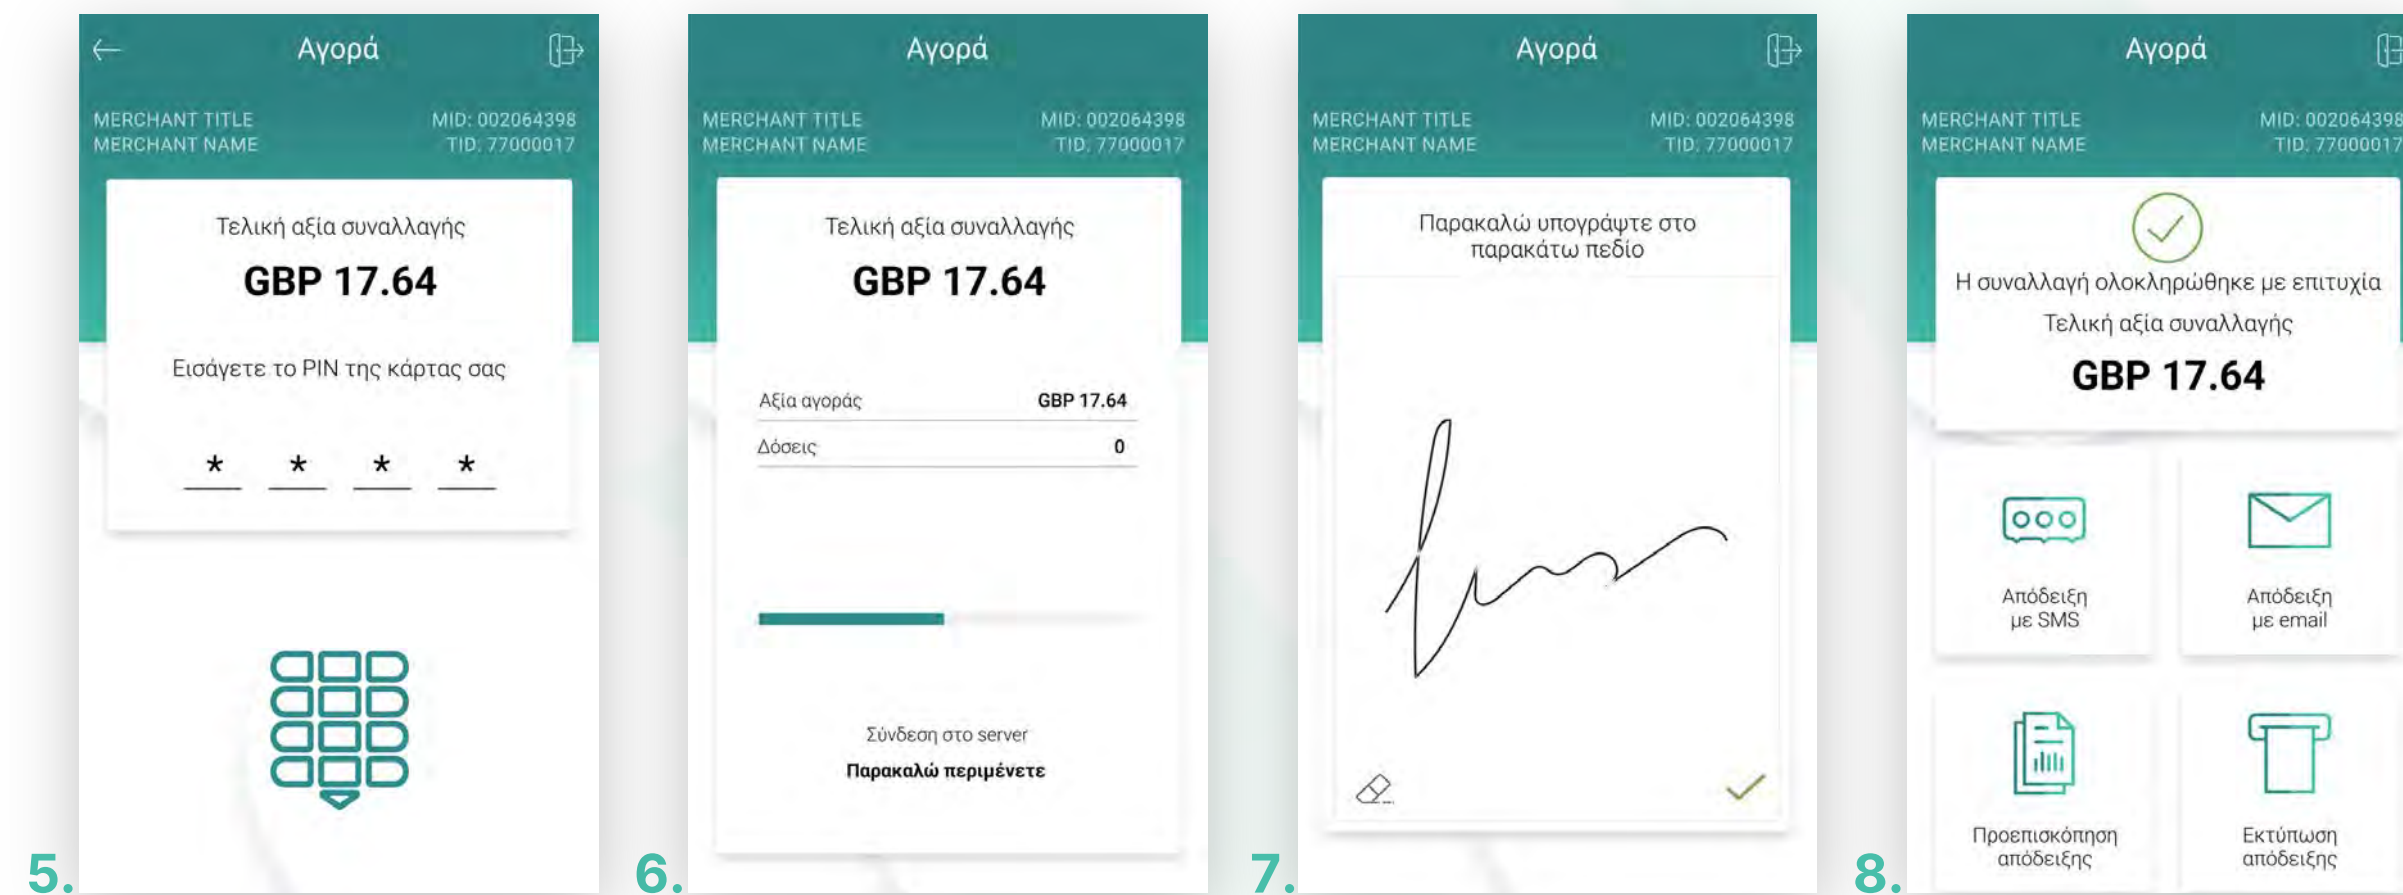 Αγορά
MERCHANT TITLE MID: 002064398
MERCHANT NAME TID: 77000017
Τελική αξία συναλλαγής
GBP 17.64
Εισάγετε το PIN της κάρτας σας
* * * *
5.
Αγορά
MERCHANT TITLE MID: 002064398
MERCHANT NAME TID: 77000017
Τελική αξία συναλλαγής
GBP 17.64
Αξία αγοράς GBP 17.64
Δόσεις 0
Σύνδεση στο server
Παρακαλώ περιμένετε
6.
Αγορά
MERCHANT TITLE MID: 002064398
MERCHANT NAME TID: 77000017
Παρακαλώ υπογράψτε στο
παρακάτω πεδίο
7.
Αγορά
MERCHANT TITLE MID: 002064398
MERCHANT NAME TID: 77000017
Η συναλλαγή ολοκληρώθηκε με επιτυχία
Τελική αξία συναλλαγής
GBP 17.64
Απόδειξη
με SMS
Απόδειξη
με email
Προεπισκόπηση
απόδειξης
Εκτύπωση
απόδειξης
8.